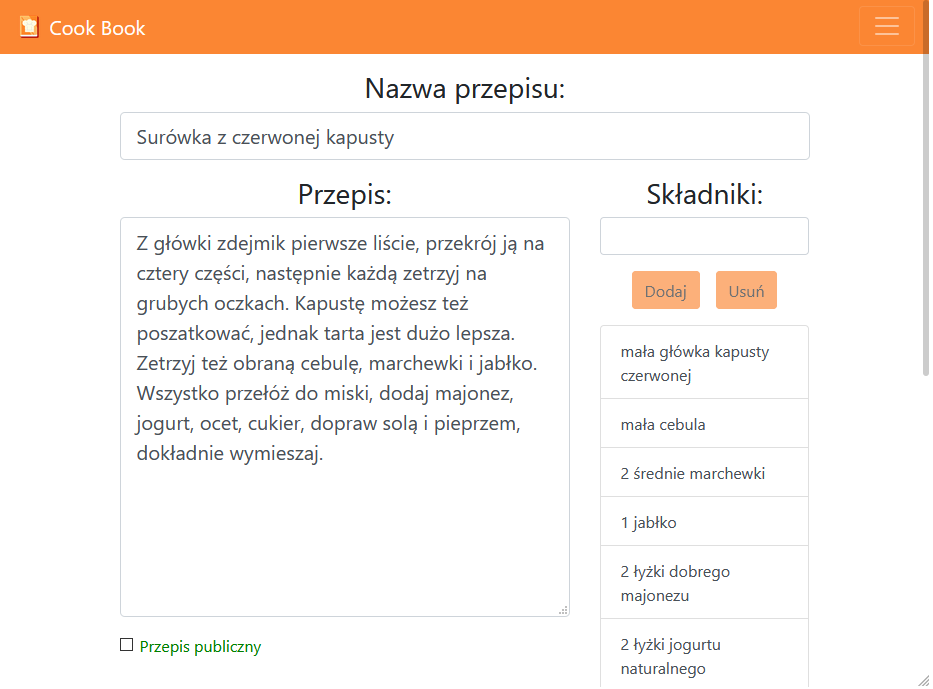 Cook Book
Nazwa przepisu:
Surówka z czerwonej kapusty
Przepis:
Z główki zdejmik pierwsze liście, przekrój ją na
cztery części, następnie każdą zetrzyj na
grubych oczkach. Kapustę możesz też
poszatkować, jednak tarta jest dużo lepsza.
Zetrzyj też obraną cebulę, marchewki i jabłko.
Wszystko przełóż do miski, dodaj majonez,
jogurt, ocet, cukier, dopraw solą i pieprzem,
dokładnie wymieszaj.
Przepis publiczny
Składniki:
Dodaj
Usuń
mała główka kapusty
czerwonej
mała cebula
2 średnie marchewki
1 jabłko
2 łyżki dobrego
majonezu
2 łyżki jogurtu
naturalnego